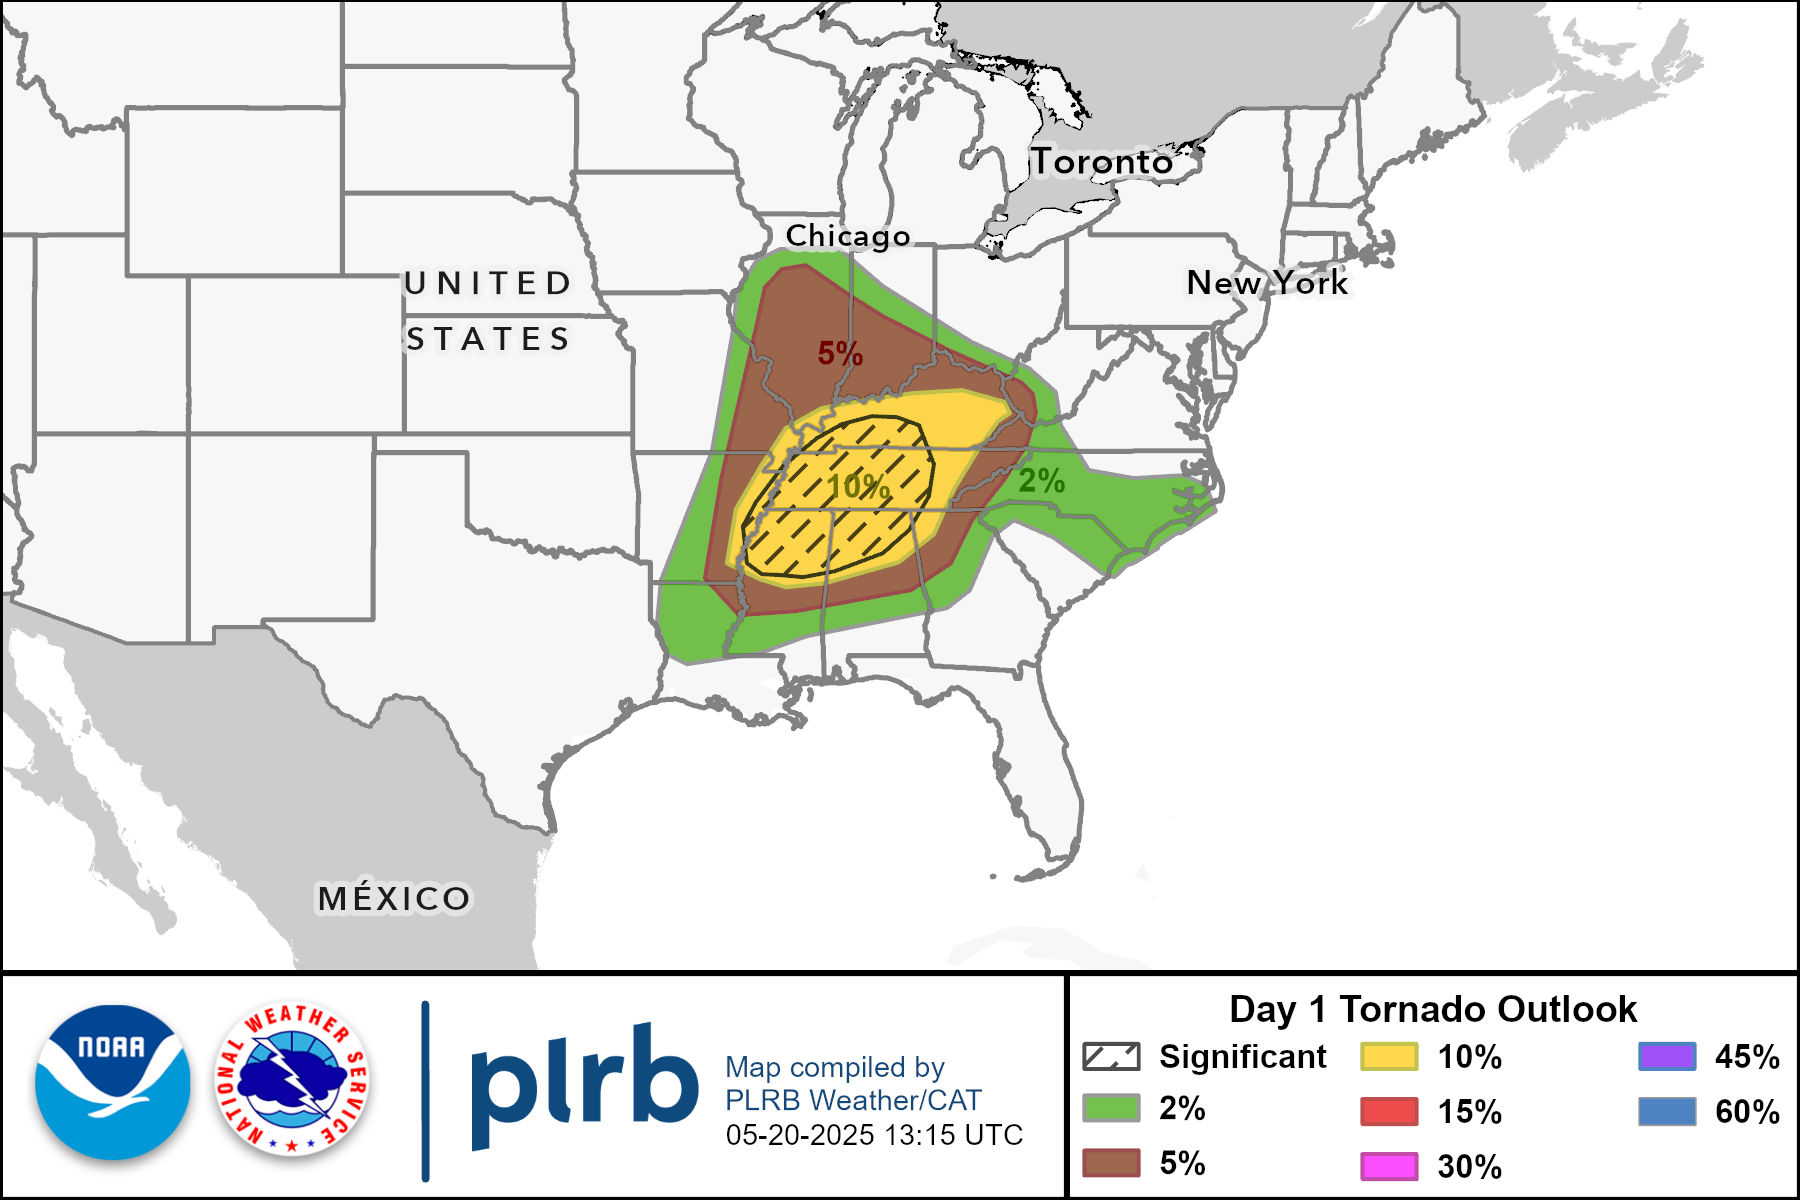 Toronto
Chicago
New York
UNITED
STATES
5%
10%
2%
MÉXICO
NOAA
NATIONAL WEATHER SERVICE
plrb
Map compiled by
PLRB Weather/CAT
05-20-2025 13:15 UTC
Day 1 Tornado Outlook
Significant
2%
5%
10%
15%
30%
45%
60%